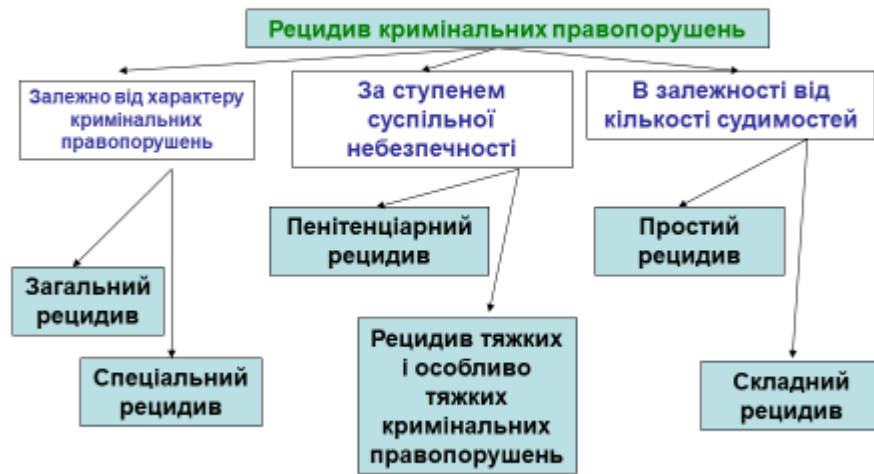 Рецидив кримінальних правопорушень
Залежно від характеру
кримінальних
правопорушень
За ступенем
суспільної
небезпечності
В залежності від
кількості судимостей
Пенітенціарний
рецидив
Простий
рецидив
Загальний
рецидив
Рецидив тяжких
і особливо
тяжких
кримінальних
правопорушень
Спеціальний
рецидив
Складний
рецидив